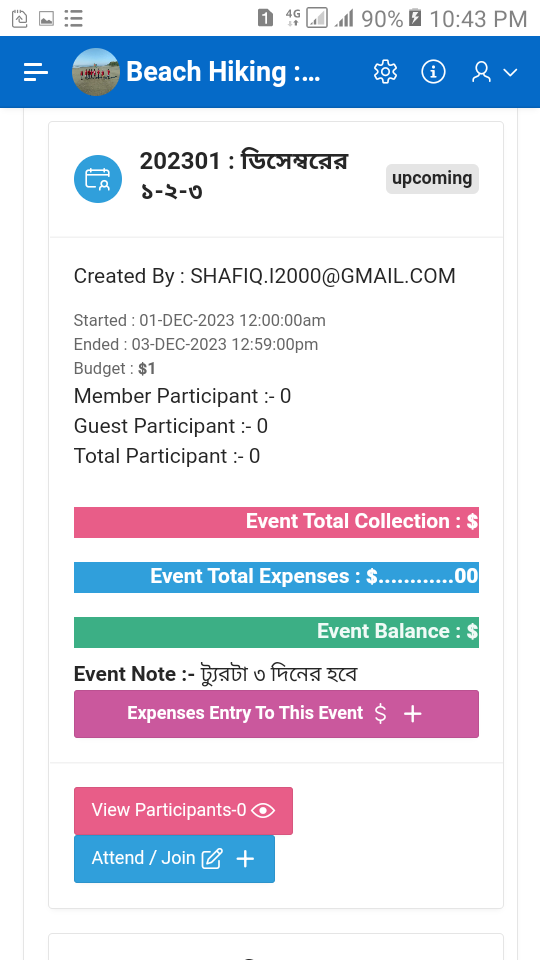 1 4G 90% 10:43 PM
Beach Hiking :...
202301 : ডিসেম্বরের
১-২-৩
upcoming
Created By : SHAFIQ.I2000@GMAIL.COM
Started : 01-DEC-2023 12:00:00am
Ended : 03-DEC-2023 12:59:00pm
Budget : $1
Member Participant :- 0
Guest Participant :- 0
Total Participant :- 0
Event Total Collection : $
Event Total Expenses : $............00
Event Balance : $
Event Note :- ট্যুরটা ৩ দিনের হবে
Expenses Entry To This Event $ +
View Participants-0
Attend / Join +